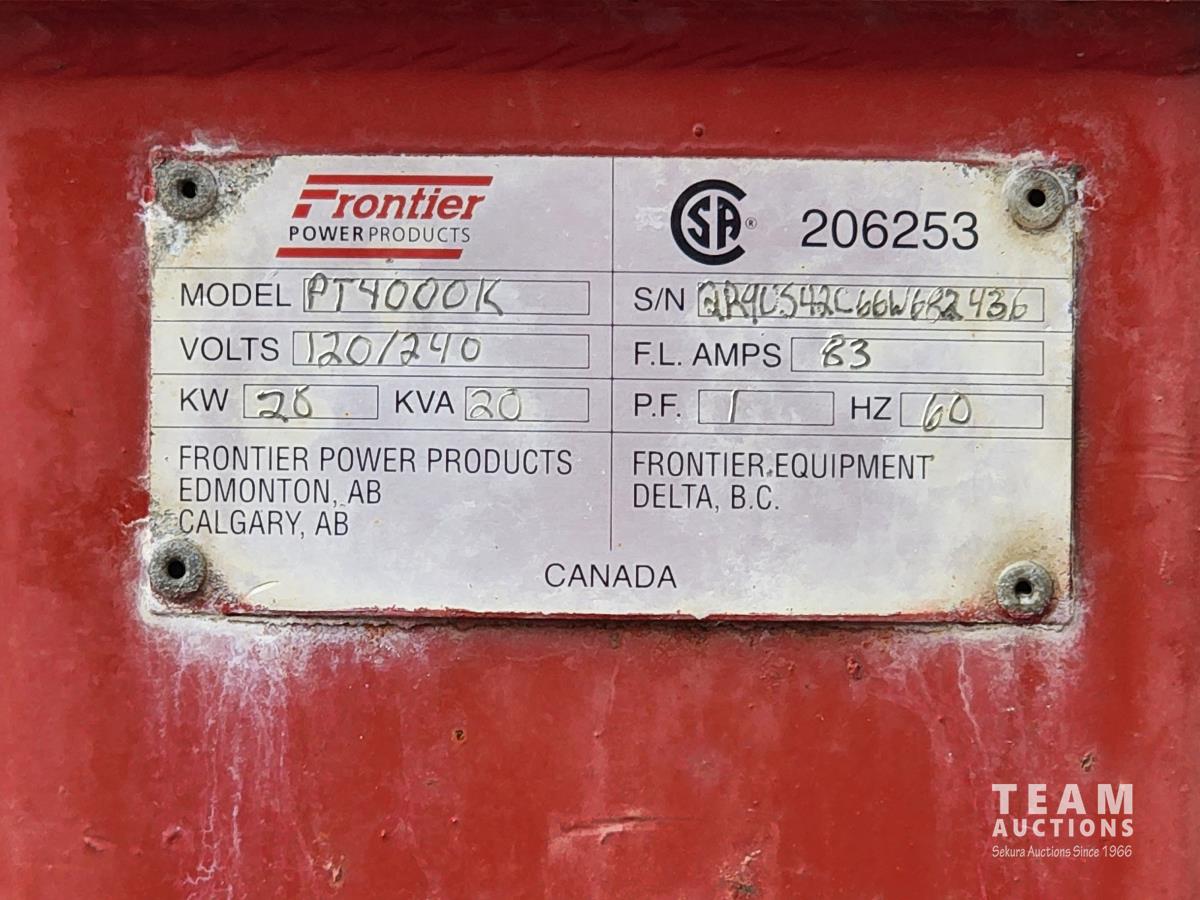 Frontier
POWER PRODUCTS
CSA ® 206253
MODEL PT4000K
S/N
VOLTS 120/240
F.L. AMPS 83
KW KVA 20
P.F. 1 HZ 60
FRONTIER POWER PRODUCTS
EDMONTON, AB
CALGARY, AB
FRONTIER EQUIPMENT
DELTA, B.C.
CANADA
TEAM
AUCTIONS
Sekura Auctions Since 1966